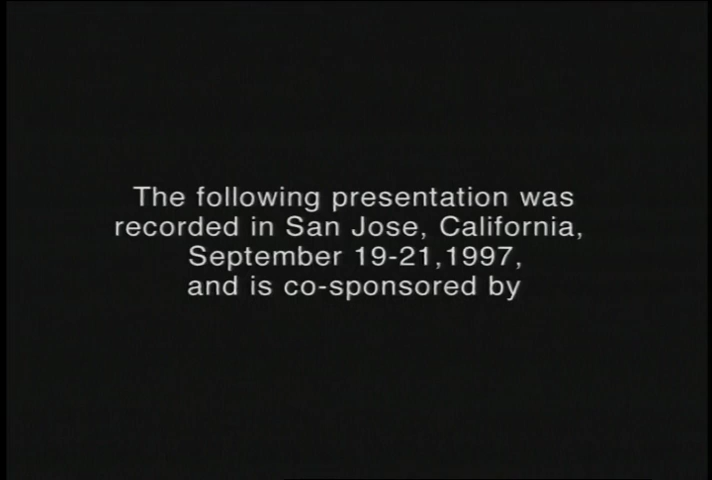 The following presentation was
recorded in San Jose, California,
September 19-21,1997,
and is co-sponsored by